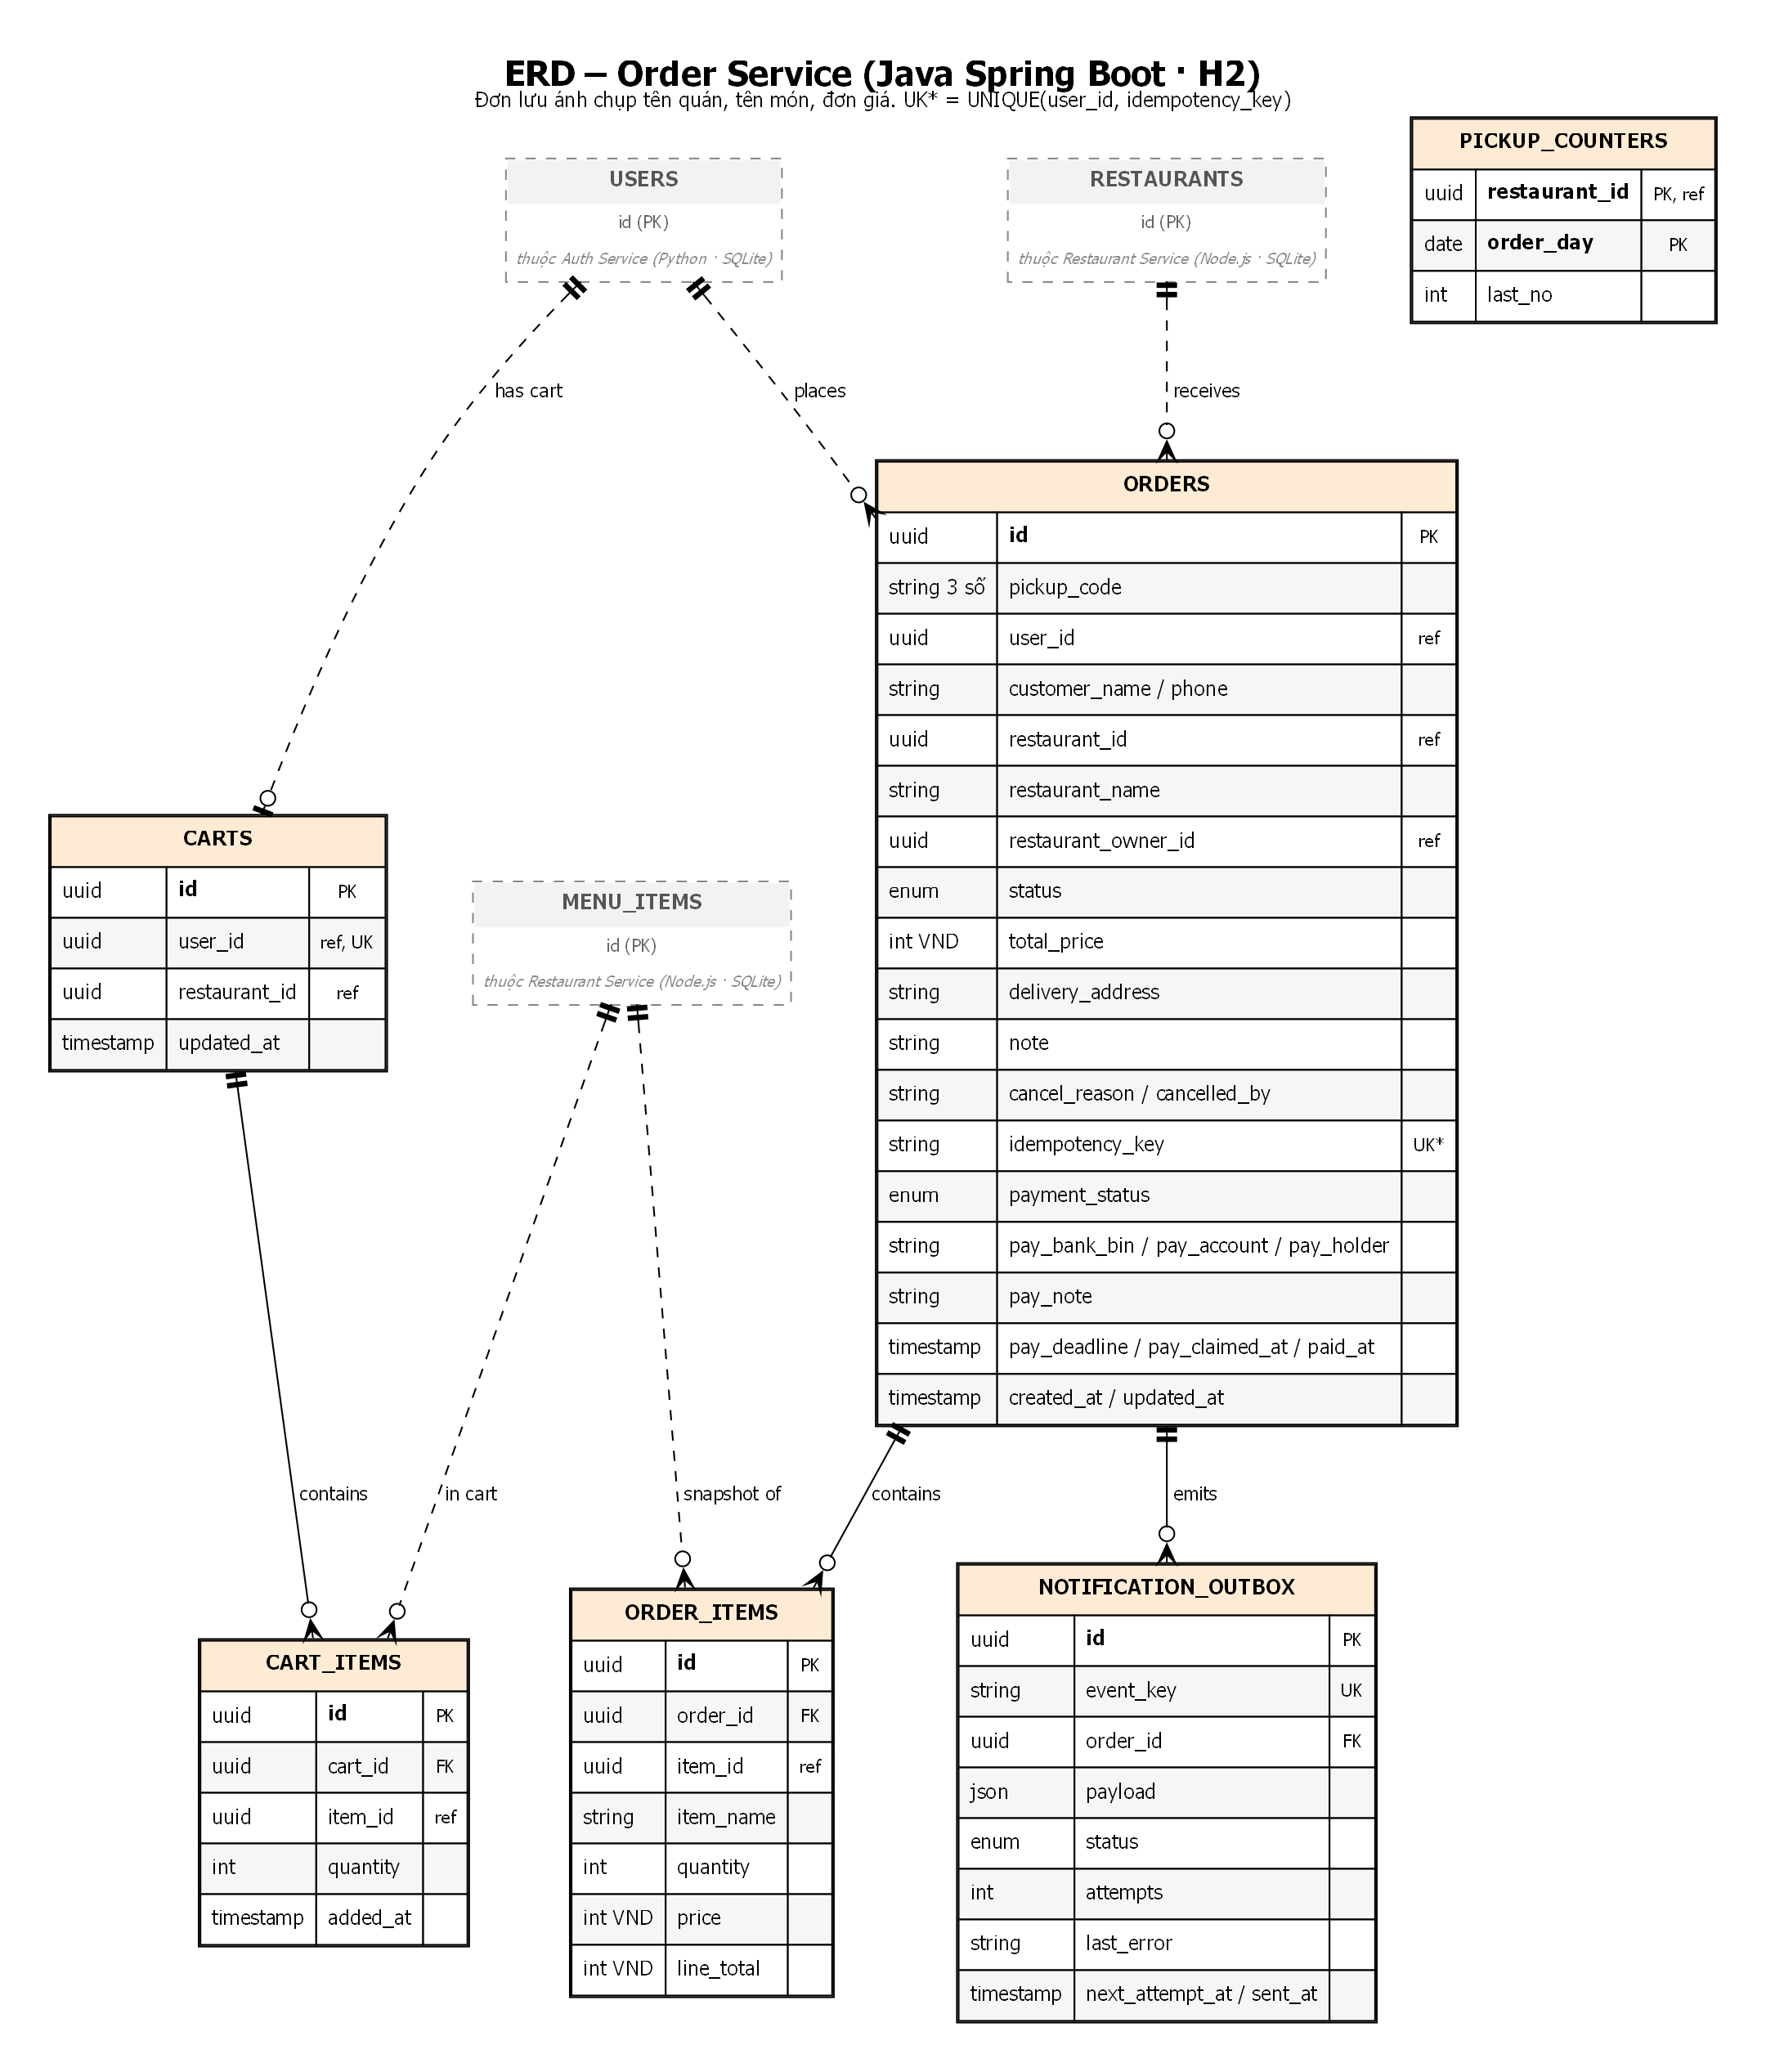 ERD – Order Service (Java Spring Boot · H2)
Đơn lưu ảnh chụp tên quán, tên món, đơn giá. UK* = UNIQUE(user_id, idempotency_key)
PICKUP_COUNTERS
uuid restaurant_id PK, ref
date order_day PK
int last_no
USERS
id (PK)
thuộc Auth Service (Python · SQLite)
RESTAURANTS
id (PK)
thuộc Restaurant Service (Node.js · SQLite)
has cart
places
receives
ORDERS
uuid id PK
string 3 số pickup_code
uuid user_id ref
string customer_name / phone
uuid restaurant_id ref
string restaurant_name
uuid restaurant_owner_id ref
enum status
int VND total_price
string delivery_address
string note
string cancel_reason / cancelled_by
string idempotency_key UK*
enum payment_status
string pay_bank_bin / pay_account / pay_holder
string pay_note
timestamp pay_deadline / pay_claimed_at / paid_at
timestamp created_at / updated_at
CARTS
uuid id PK
uuid user_id ref, UK
uuid restaurant_id ref
timestamp updated_at
MENU_ITEMS
id (PK)
thuộc Restaurant Service (Node.js · SQLite)
contains
in cart
snapshot of
contains
emits
CART_ITEMS
uuid id PK
uuid cart_id FK
uuid item_id ref
int quantity
timestamp added_at
ORDER_ITEMS
uuid id PK
uuid order_id FK
uuid item_id ref
string item_name
int quantity
int VND price
int VND line_total
NOTIFICATION_OUTBOX
uuid id PK
string event_key UK
uuid order_id FK
json payload
enum status
int attempts
string last_error
timestamp next_attempt_at / sent_at